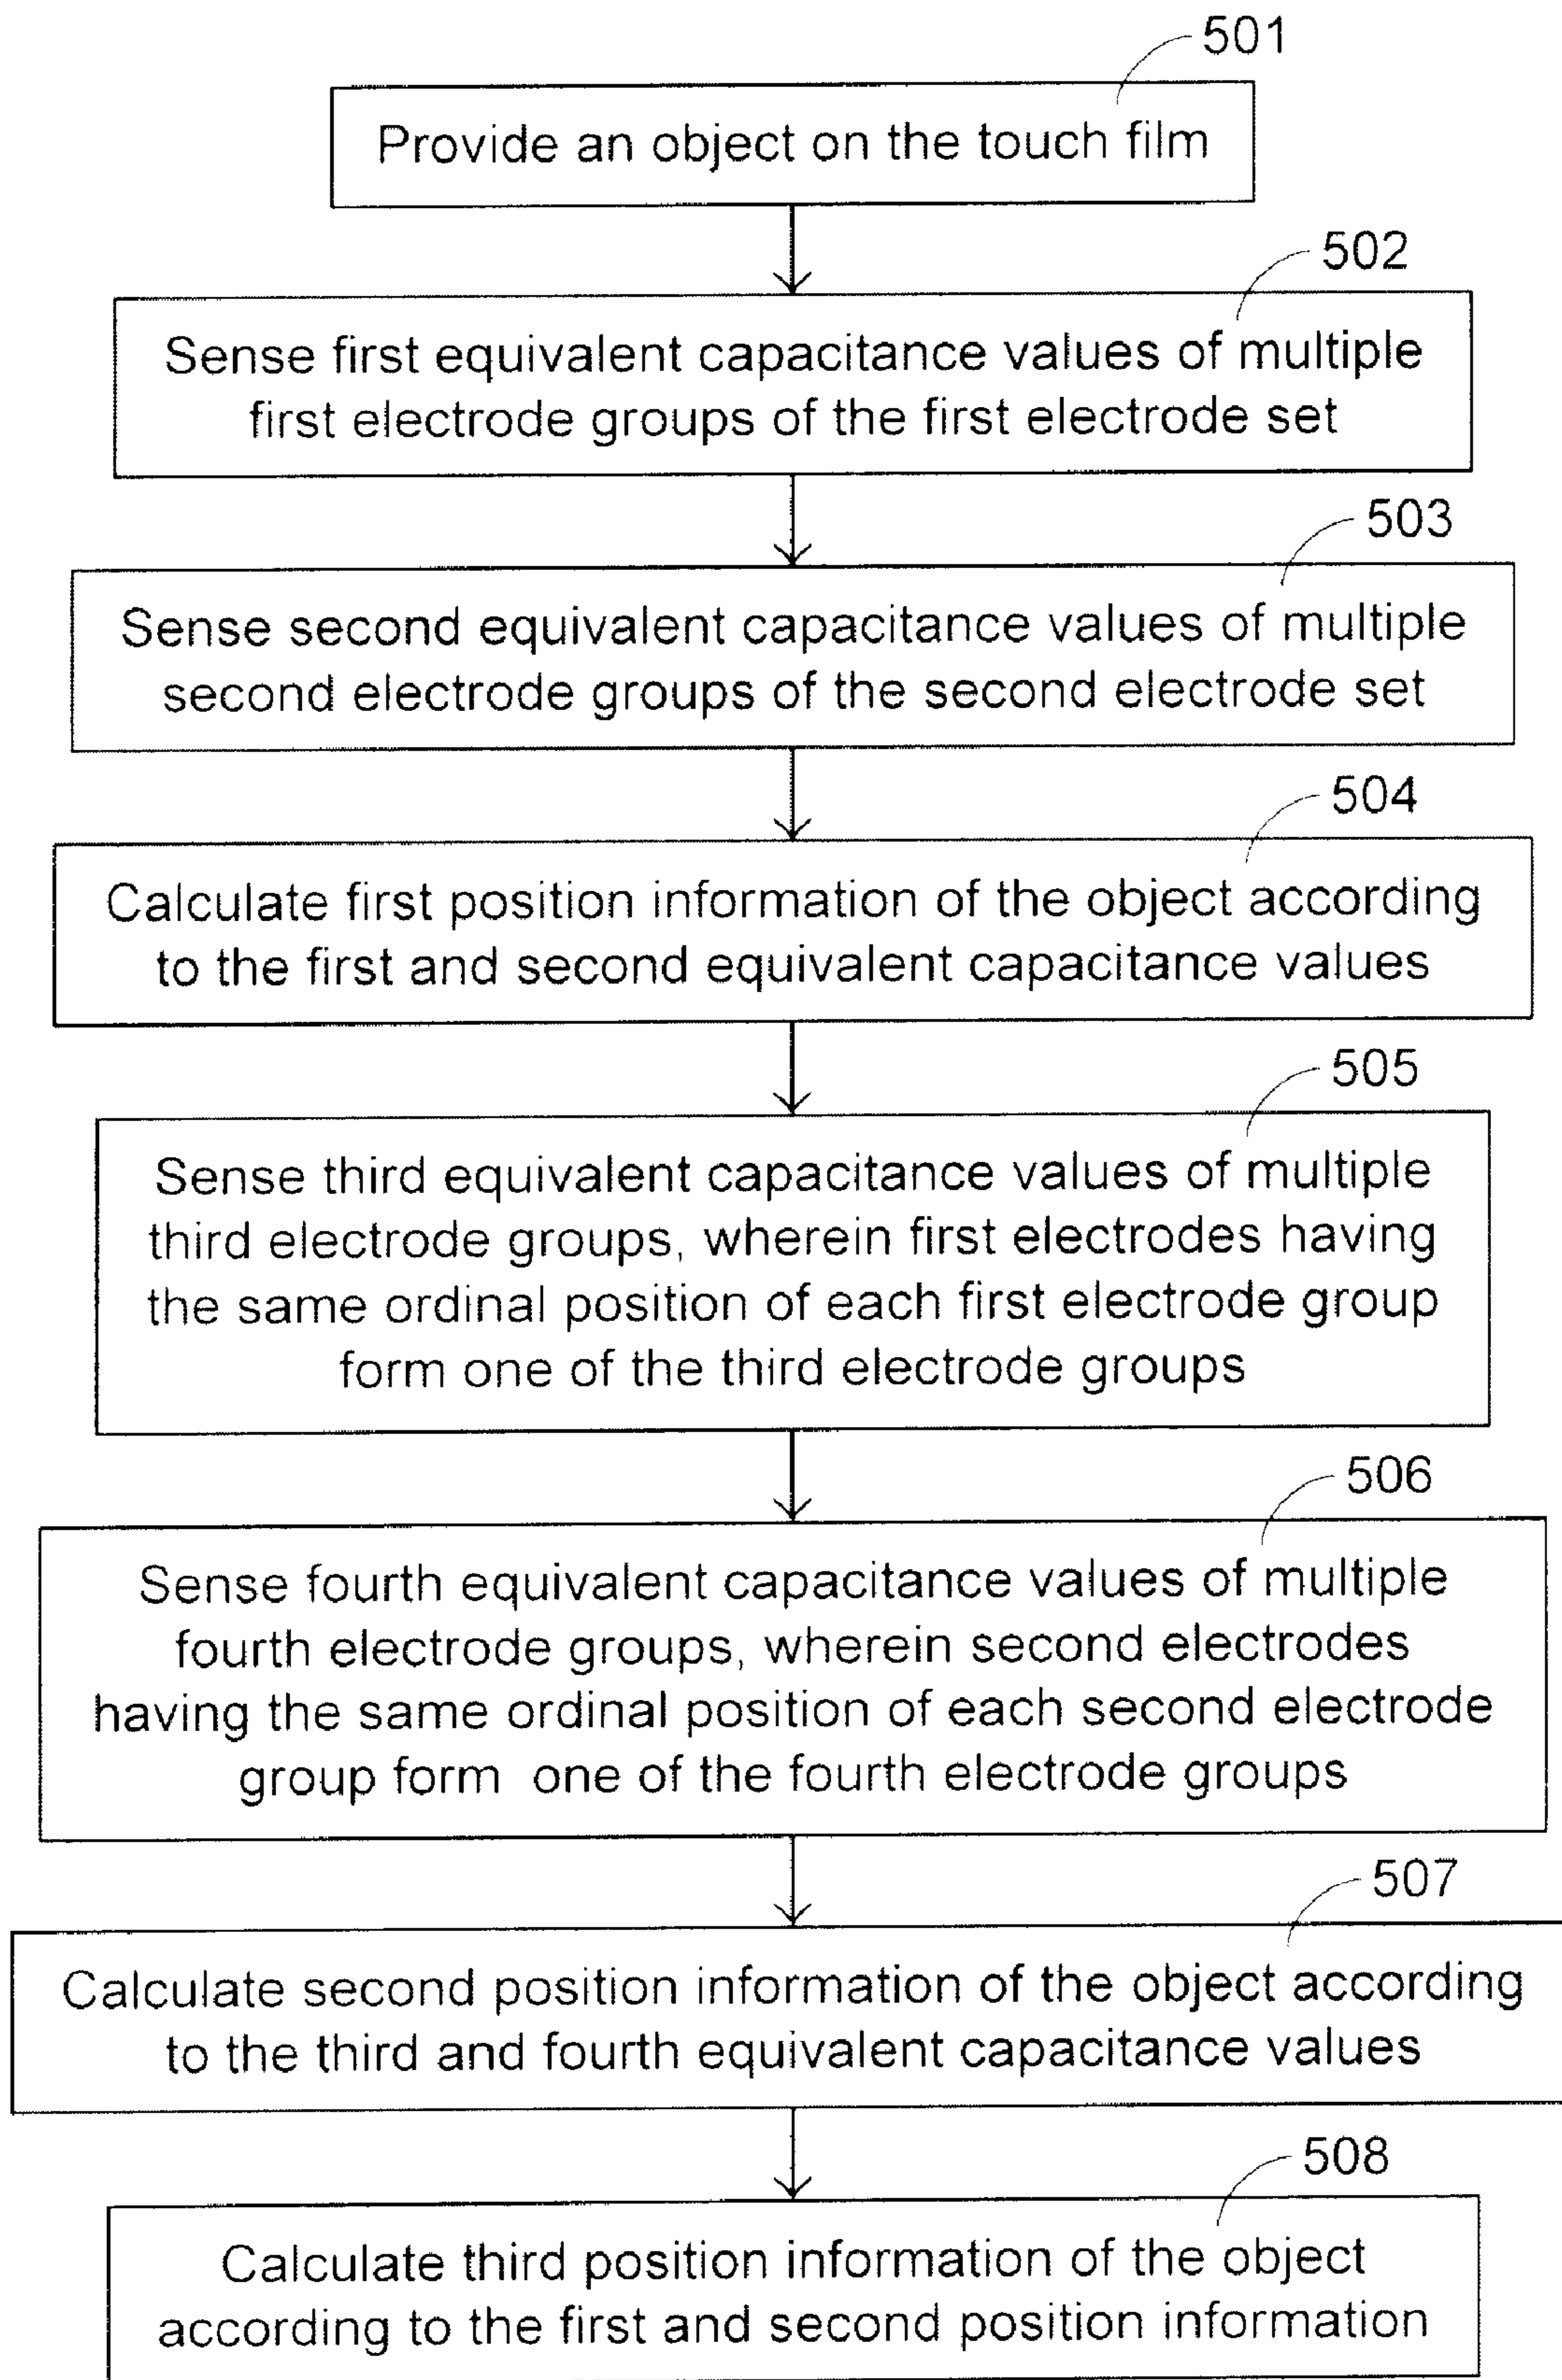 501
Provide an object on the touch film
502
Sense first equivalent capacitance values of multiple
first electrode groups of the first electrode set
503
Sense second equivalent capacitance values of multiple
second electrode groups of the second electrode set
504
Calculate first position information of the object according
to the first and second equivalent capacitance values
505
Sense third equivalent capacitance values of multiple
third electrode groups, wherein first electrodes having
the same ordinal position of each first electrode group
form one of the third electrode groups
506
Sense fourth equivalent capacitance values of multiple
fourth electrode groups, wherein second electrodes
having the same ordinal position of each second electrode
group form one of the fourth electrode groups
507
Calculate second position information of the object according
to the third and fourth equivalent capacitance values
508
Calculate third position information of the object
according to the first and second position information